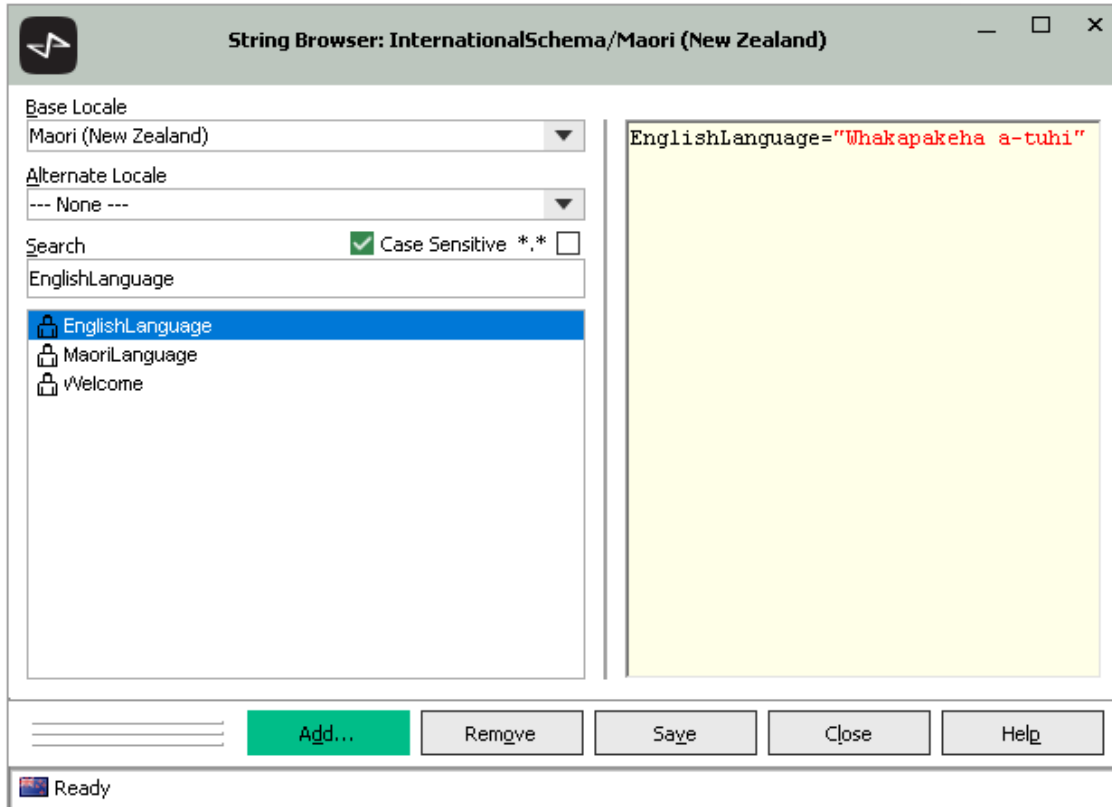 String Browser: InternationalSchema/Maori (New Zealand)
Base Locale
Maori (New Zealand)
Alternate Locale
--- None ---
Search
Case Sensitive *.*
EnglishLanguage
EnglishLanguage
MaoriLanguage
Welcome
EnglishLanguage="Whakapakeha a-tuhi"
Add...
Remove
Save
Close
Help
Ready